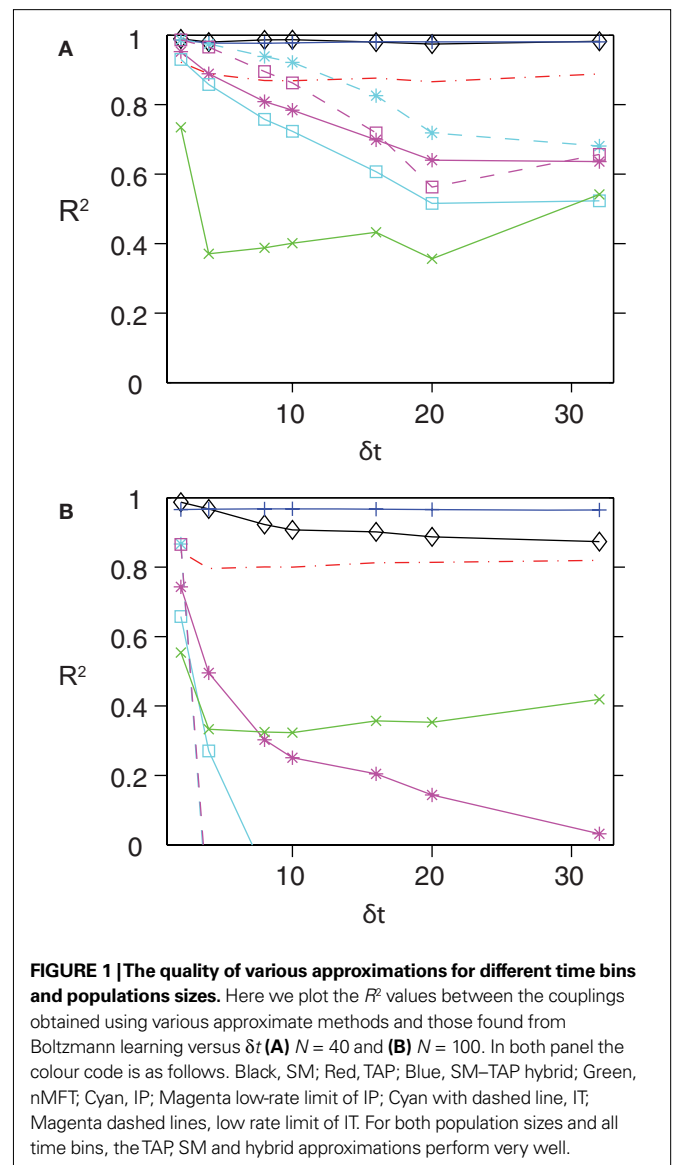 A
1
0.8
0.6
R²
0.4
0.2
0
10 20 30
δt
B
1
0.8
0.6
R²
0.4
0.2
0
10 20 30
δt
FIGURE 1 | The quality of various approximations for different time bins
and populations sizes. Here we plot the R² values between the couplings
obtained using various approximate methods and those found from
Boltzmann learning versus δt (A) N = 40 and (B) N = 100. In both panel the
colour code is as follows. Black, SM; Red, TAP; Blue, SM–TAP hybrid; Green,
nMFT; Cyan, IP; Magenta low-rate limit of IP; Cyan with dashed line, IT;
Magenta dashed lines, low rate limit of IT. For both population sizes and all
time bins, the TAP, SM and hybrid approximations perform very well.